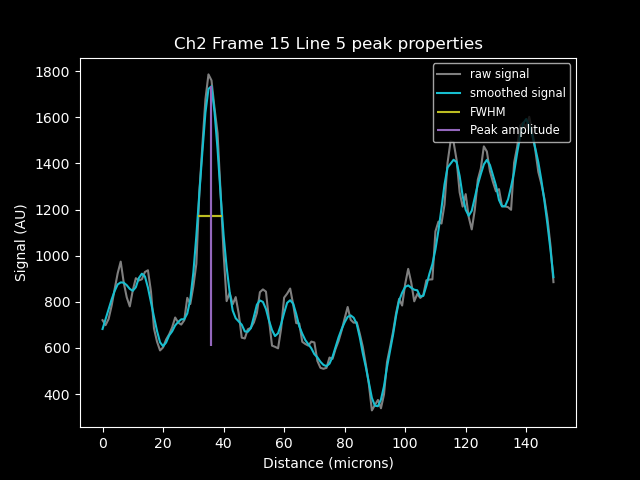 Ch2 Frame 15 Line 5 peak properties
raw signal
smoothed signal
FWHM
Peak amplitude
Signal (AU)
1800
1600
1400
1200
1000
800
600
400
0 20 40 60 80 100 120 140
Distance (microns)